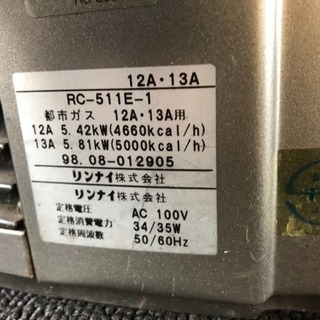 12A・13A
RC-511E-1
都市ガス 12A・13A用
12A 5.42kW(4660kcal/h)
13A 5.81kW(5000kcal/h)
98.08-012905
リンナイ株式会社
リンナイ株式会社
定格電圧 AC 100V
定格消費電力 34/35W
定格周波数 50/60Hz